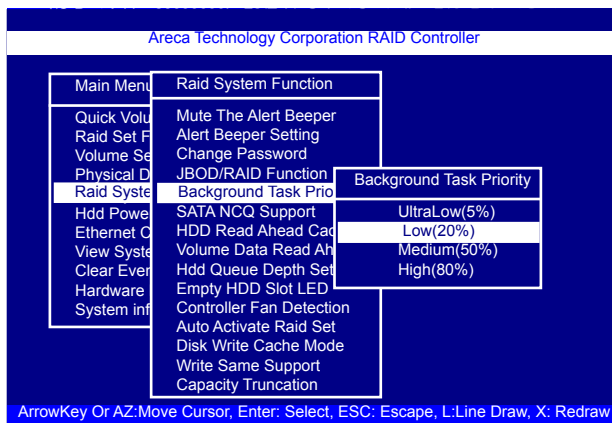 Areca Technology Corporation RAID Controller
Main Menu
Quick Volu
Raid Set F
Volume Se
Physical D
Raid Syste
Hdd Powe
Ethernet C
View Syste
Clear Even
Hardware
System inf
Raid System Function
Mute The Alert Beeper
Alert Beeper Setting
Change Password
JBOD/RAID Function
Background Task Prio
SATA NCQ Support
HDD Read Ahead Cac
Volume Data Read Ah
Hdd Queue Depth Set
Empty HDD Slot LED
Controller Fan Detection
Auto Activate Raid Set
Disk Write Cache Mode
Write Same Support
Capacity Truncation
Background Task Priority
UltraLow(5%)
Low(20%)
Medium(50%)
High(80%)
ArrowKey Or AZ:Move Cursor, Enter: Select, ESC: Escape, L:Line Draw, X: Redraw